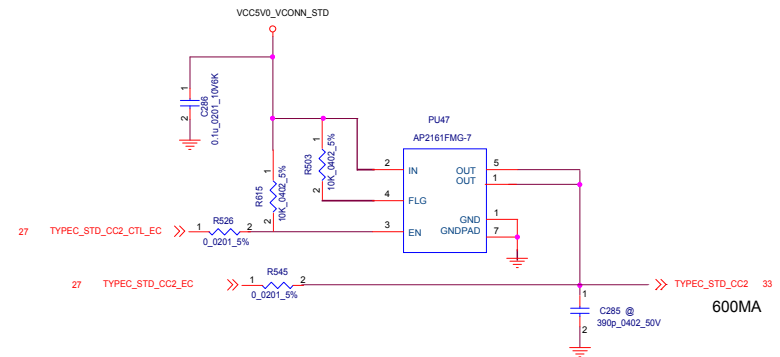 VCC5V0_VCONN_STD
1
C286
0.1u_0201_10V6K
2
PU47
AP2161FMG-7
1
R503
10K_0402_5%
2
1
R615
10K_0402_5%
2
2 IN OUT 5
OUT 1
4 FLG
GND 1
3 EN GNDPAD 7
27 TYPEC_STD_CC2_CTL_EC 1 R526 2
0_0201_5%
27 TYPEC_STD_CC2_EC 1 R545 2
0_0201_5%
TYPEC_STD_CC2 33
600MA
1
C285 @
390p_0402_50V
2